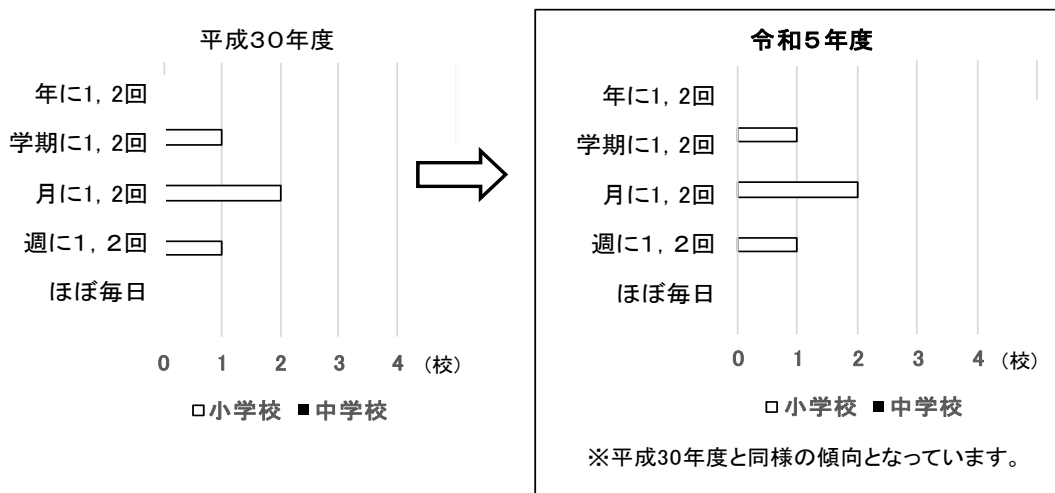 平成30年度
年に1, 2回
学期に1, 2回
月に1, 2回
週に1, 2回
ほぼ毎日
0 1 2 3 4 (校)
□小学校 ■中学校
令和5年度
年に1, 2回
学期に1, 2回
月に1, 2回
週に1, 2回
ほぼ毎日
0 1 2 3 4 (校)
□小学校 ■中学校
※平成30年度と同様の傾向となっています。